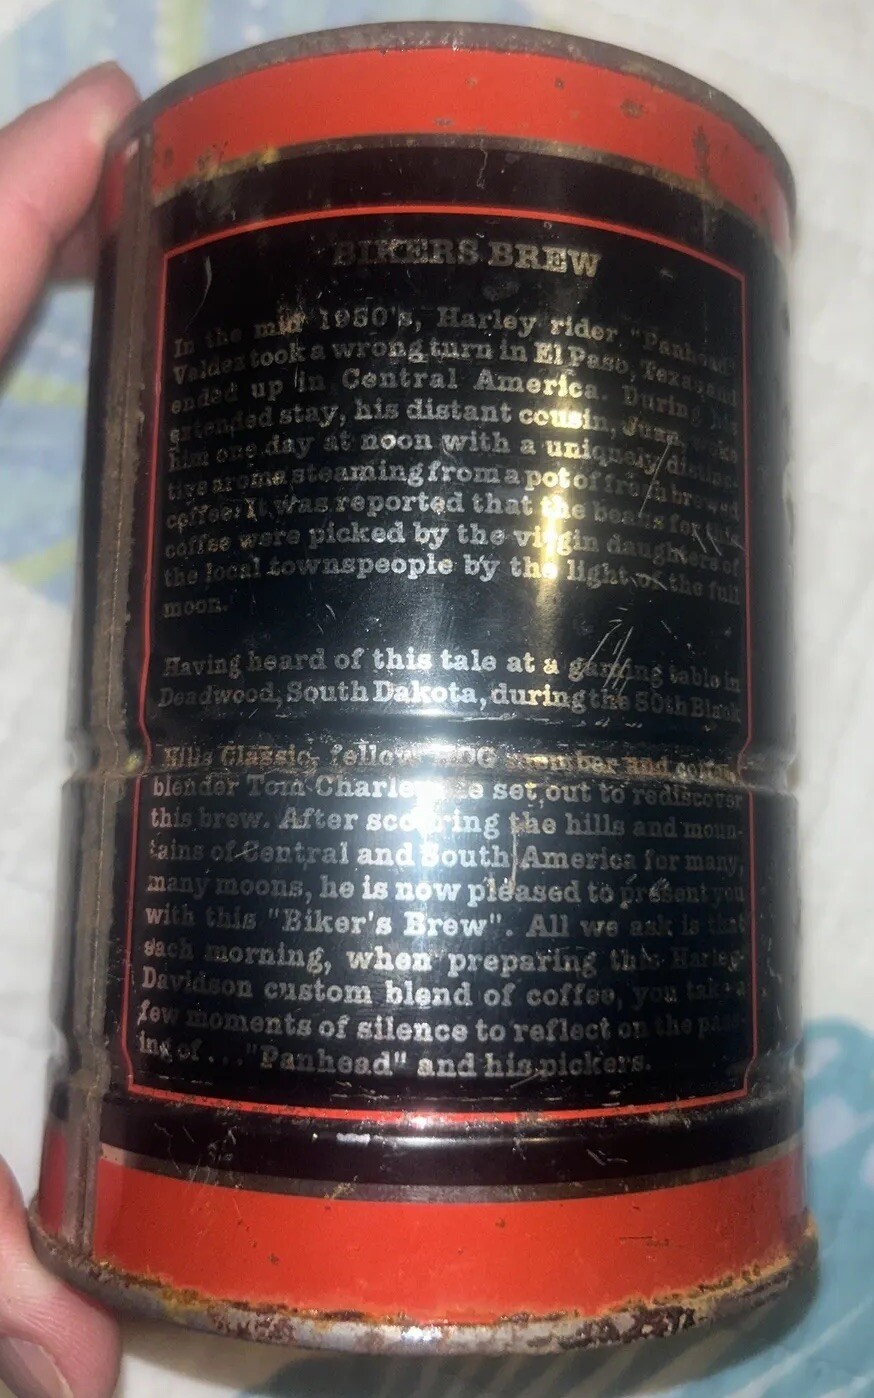 BIKERS BREW
In the mid 1950's, Harley rider "Panhead"
Valdez took a wrong turn in El Paso, Texas, and
ended up in Central America. During his
extended stay, his distant cousin, Juan, woke
him one day at noon with a uniquely distinc-
tive aroma steaming from a pot of fresh brewed
coffee. It was reported that the beans for this
coffee were picked by the virgin daughters of
the local townspeople by the light of the full
moon.
Having heard of this tale at a gaming table in
Deadwood, South Dakota, during the 50th Black
Hills Classic, fellow member and coffee
blender Tom set out to rediscover
this brew. After scouring the hills and moun-
tains of Central and South America for many,
many moons, he is now pleased to present you
with this "Biker's Brew". All we ask is that
each morning, when preparing this Harley-
Davidson custom blend of coffee, you take a
few moments of silence to reflect on the pass-
ing of..."Panhead" and his pickers.